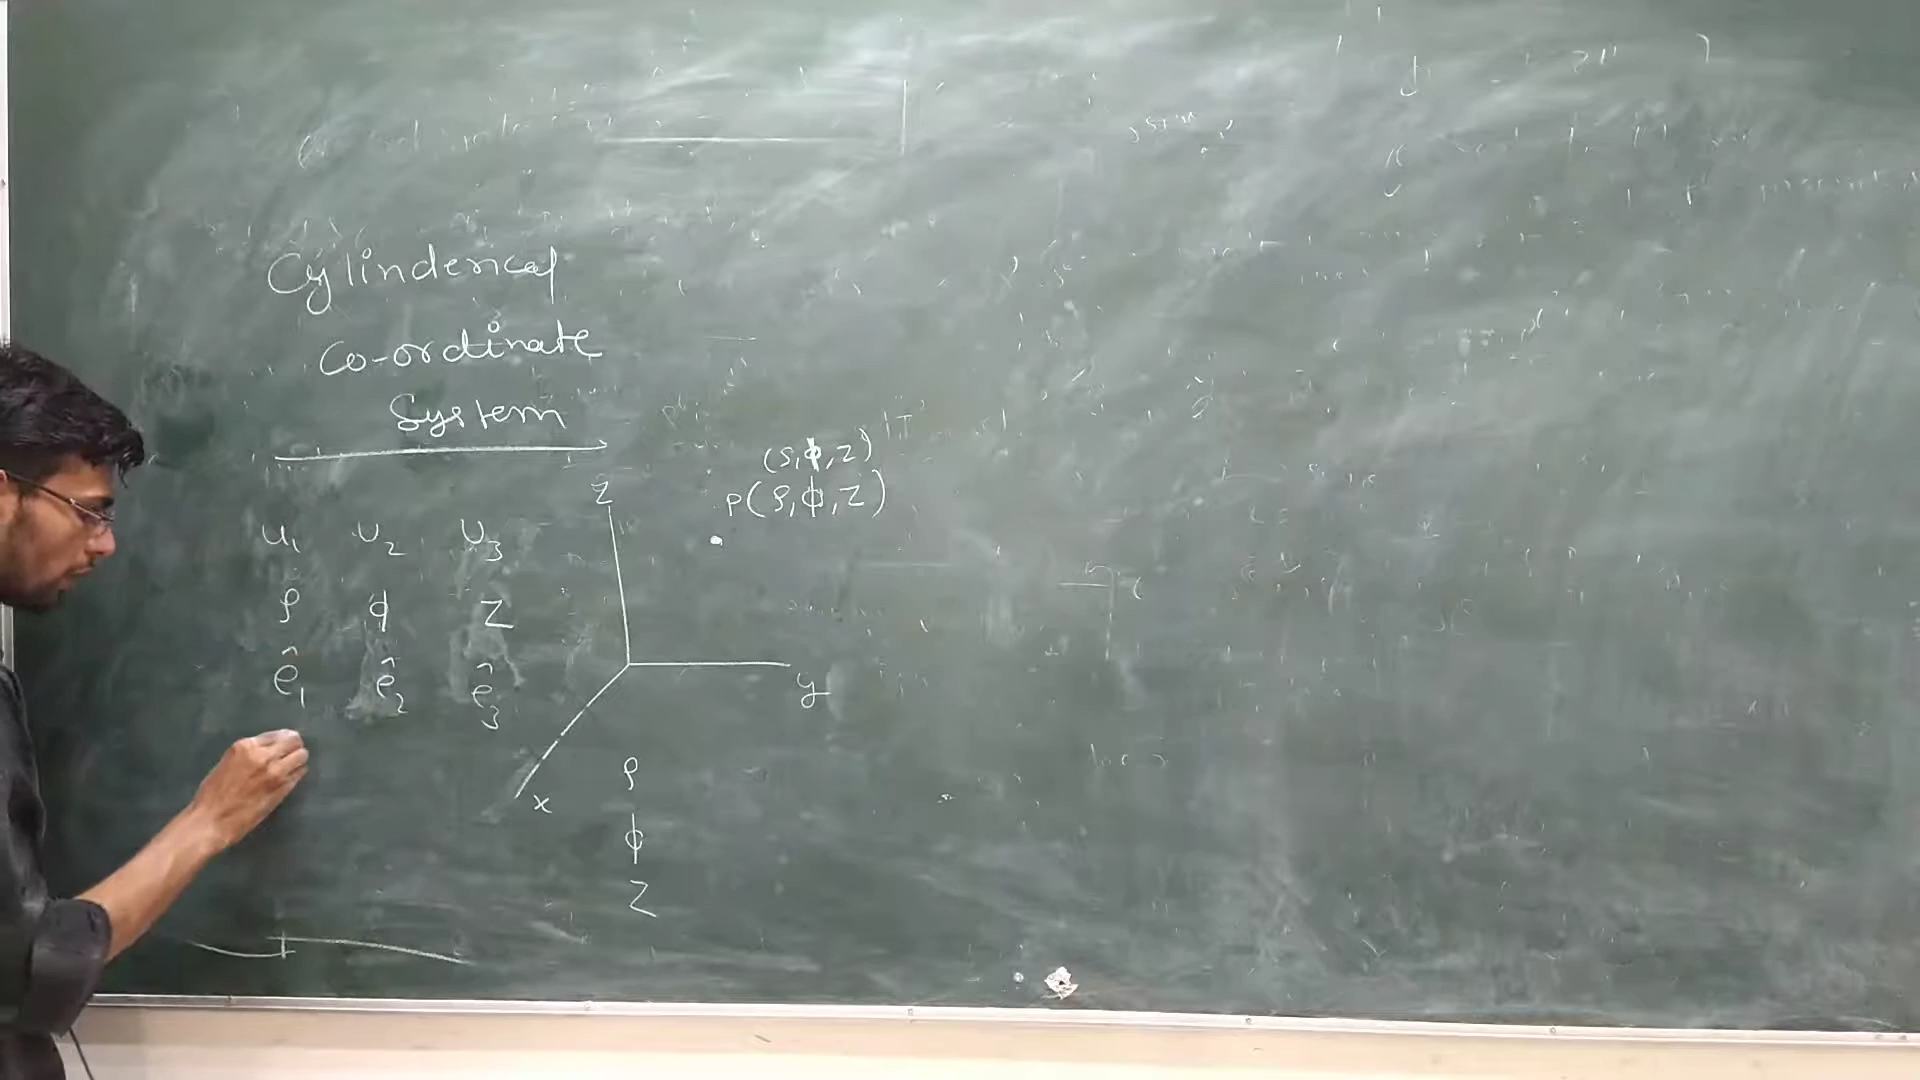 Cylinderical
Co-ordinate
System
u₁ u₂ u₃
ρ ϕ z
ê₁ ê₂ ê₃
z
(s, ϕ, z)
P(ρ, ϕ, z)
y
x
ρ
ϕ
z